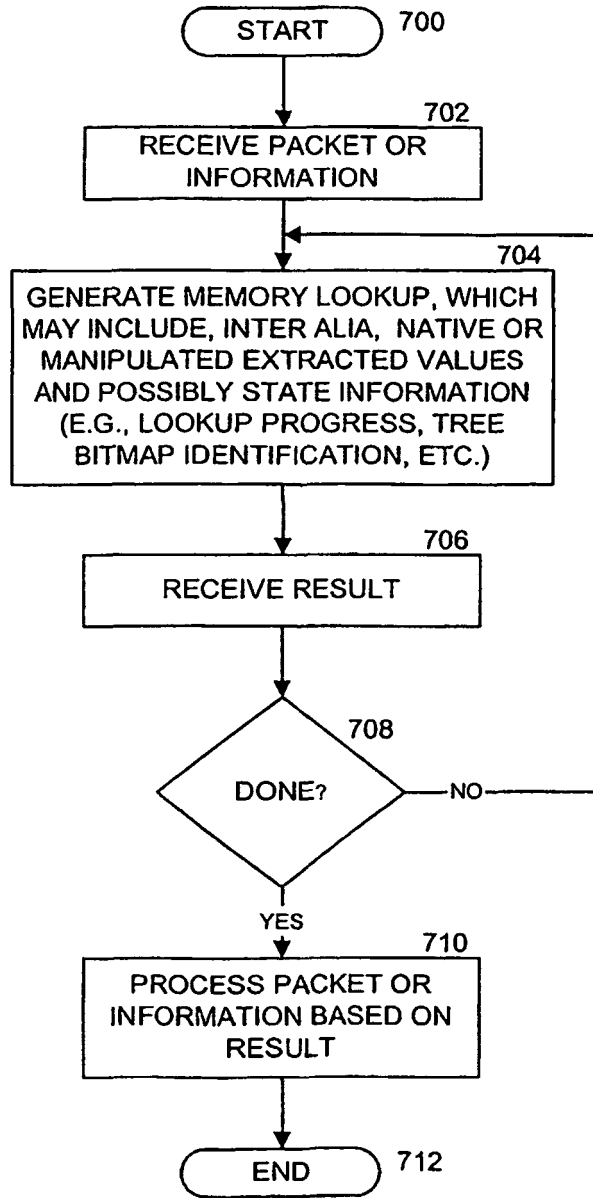 START 700
702
RECEIVE PACKET OR
INFORMATION
704
GENERATE MEMORY LOOKUP, WHICH
MAY INCLUDE, INTER ALIA, NATIVE OR
MANIPULATED EXTRACTED VALUES
AND POSSIBLY STATE INFORMATION
(E.G., LOOKUP PROGRESS, TREE
BITMAP IDENTIFICATION, ETC.)
706
RECEIVE RESULT
708
DONE? NO
YES
710
PROCESS PACKET OR
INFORMATION BASED ON
RESULT
END 712